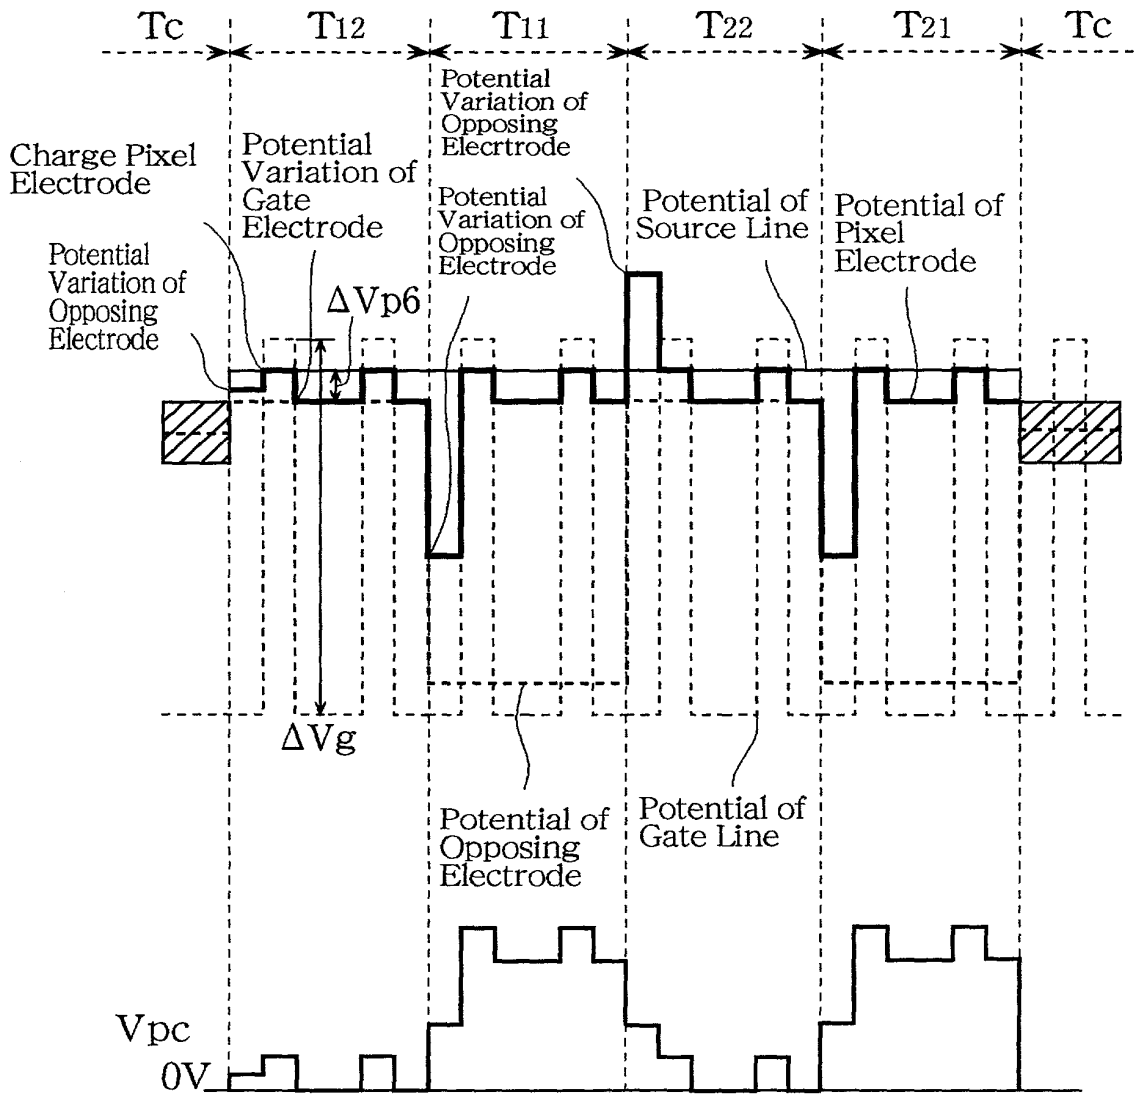 Tc
T12
T11
T22
T21
Tc
Potential
Variation of
Opposing
Elecrtrode
Charge Pixel
Electrode
Potential
Variation of
Gate
Electrode
Potential
Variation of
Opposing
Electrode
Potential of
Source Line
Potential of
Pixel
Electrode
Potential
Variation of
Opposing
Electrode
ΔVp6
ΔVg
Potential of
Opposing
Electrode
Potential of
Gate Line
Vpc
0V